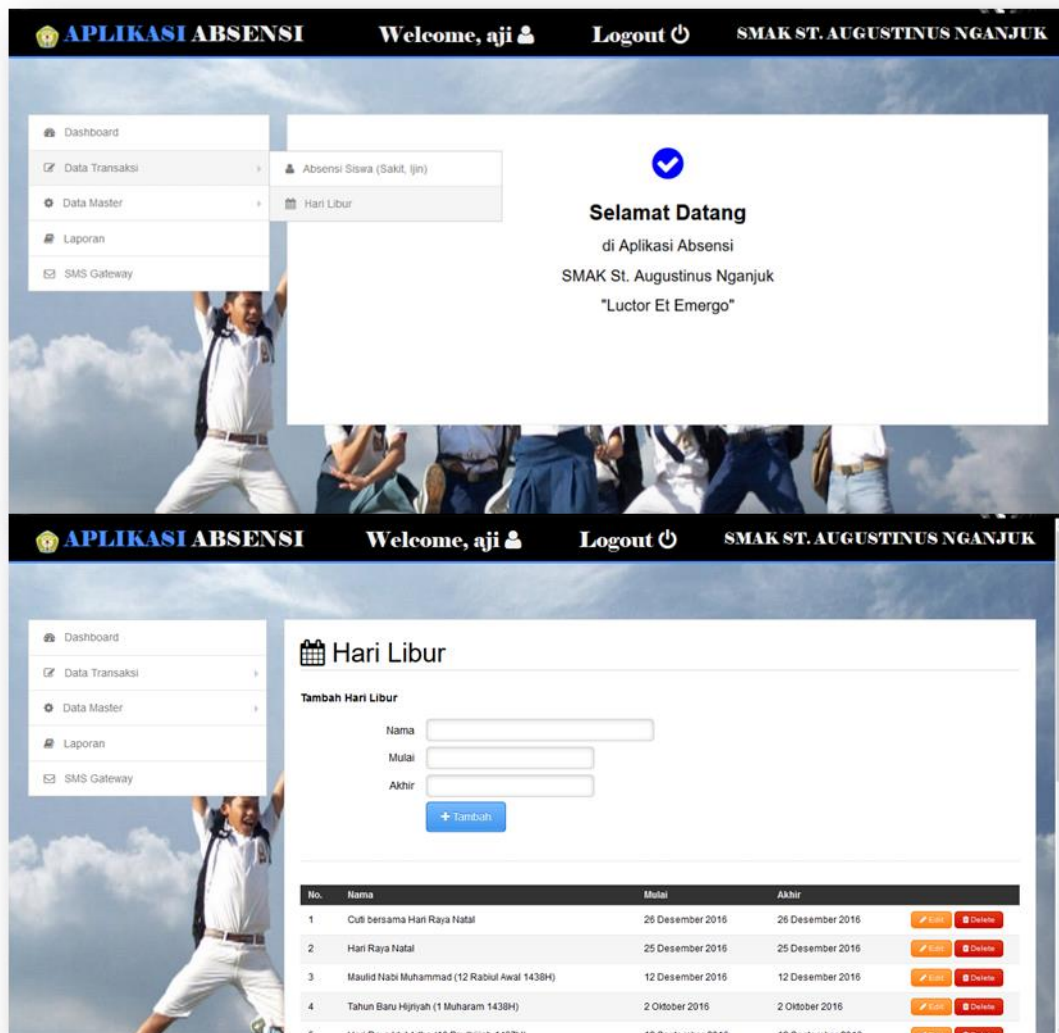 APLIKASI ABSENSI Welcome, aji Logout SMAK ST. AUGUSTINUS NGANJUK
Dashboard
Data Transaksi
Absensi Siswa (Sakit, Ijin)
Data Master
Hari Libur
Laporan
SMS Gateway
Selamat Datang
di Aplikasi Absensi
SMAK St. Augustinus Nganjuk
"Luctor Et Emergo"
APLIKASI ABSENSI Welcome, aji Logout SMAK ST. AUGUSTINUS NGANJUK
Dashboard
Data Transaksi
Data Master
Laporan
SMS Gateway
Hari Libur
Tambah Hari Libur
Nama
Mulai
Akhir
+ Tambah
No. Nama Mulai Akhir
1 Cuti bersama Hari Raya Natal 26 Desember 2016 26 Desember 2016 Edit Delete
2 Hari Raya Natal 25 Desember 2016 25 Desember 2016 Edit Delete
3 Maulid Nabi Muhammad (12 Rabiul Awal 1438H) 12 Desember 2016 12 Desember 2016 Edit Delete
4 Tahun Baru Hijriyah (1 Muharam 1438H) 2 Oktober 2016 2 Oktober 2016 Edit Delete